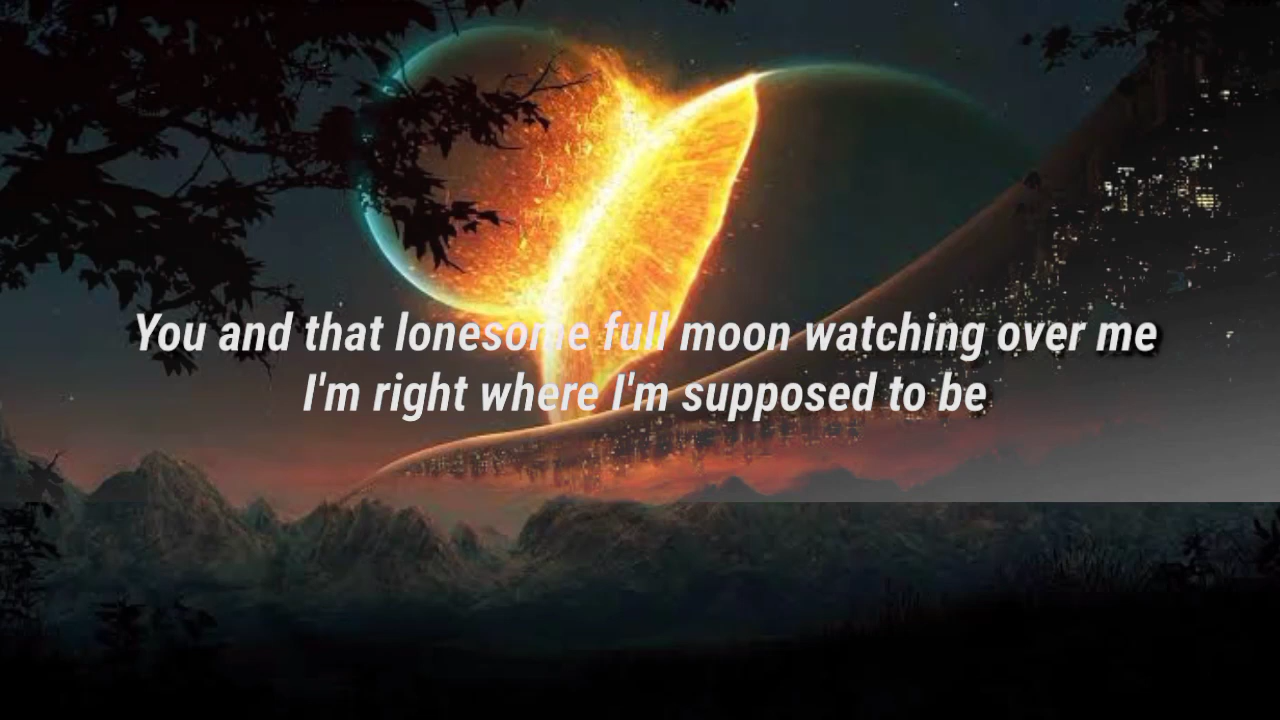 You and that lonesome full moon watching over me
I'm right where I'm supposed to be